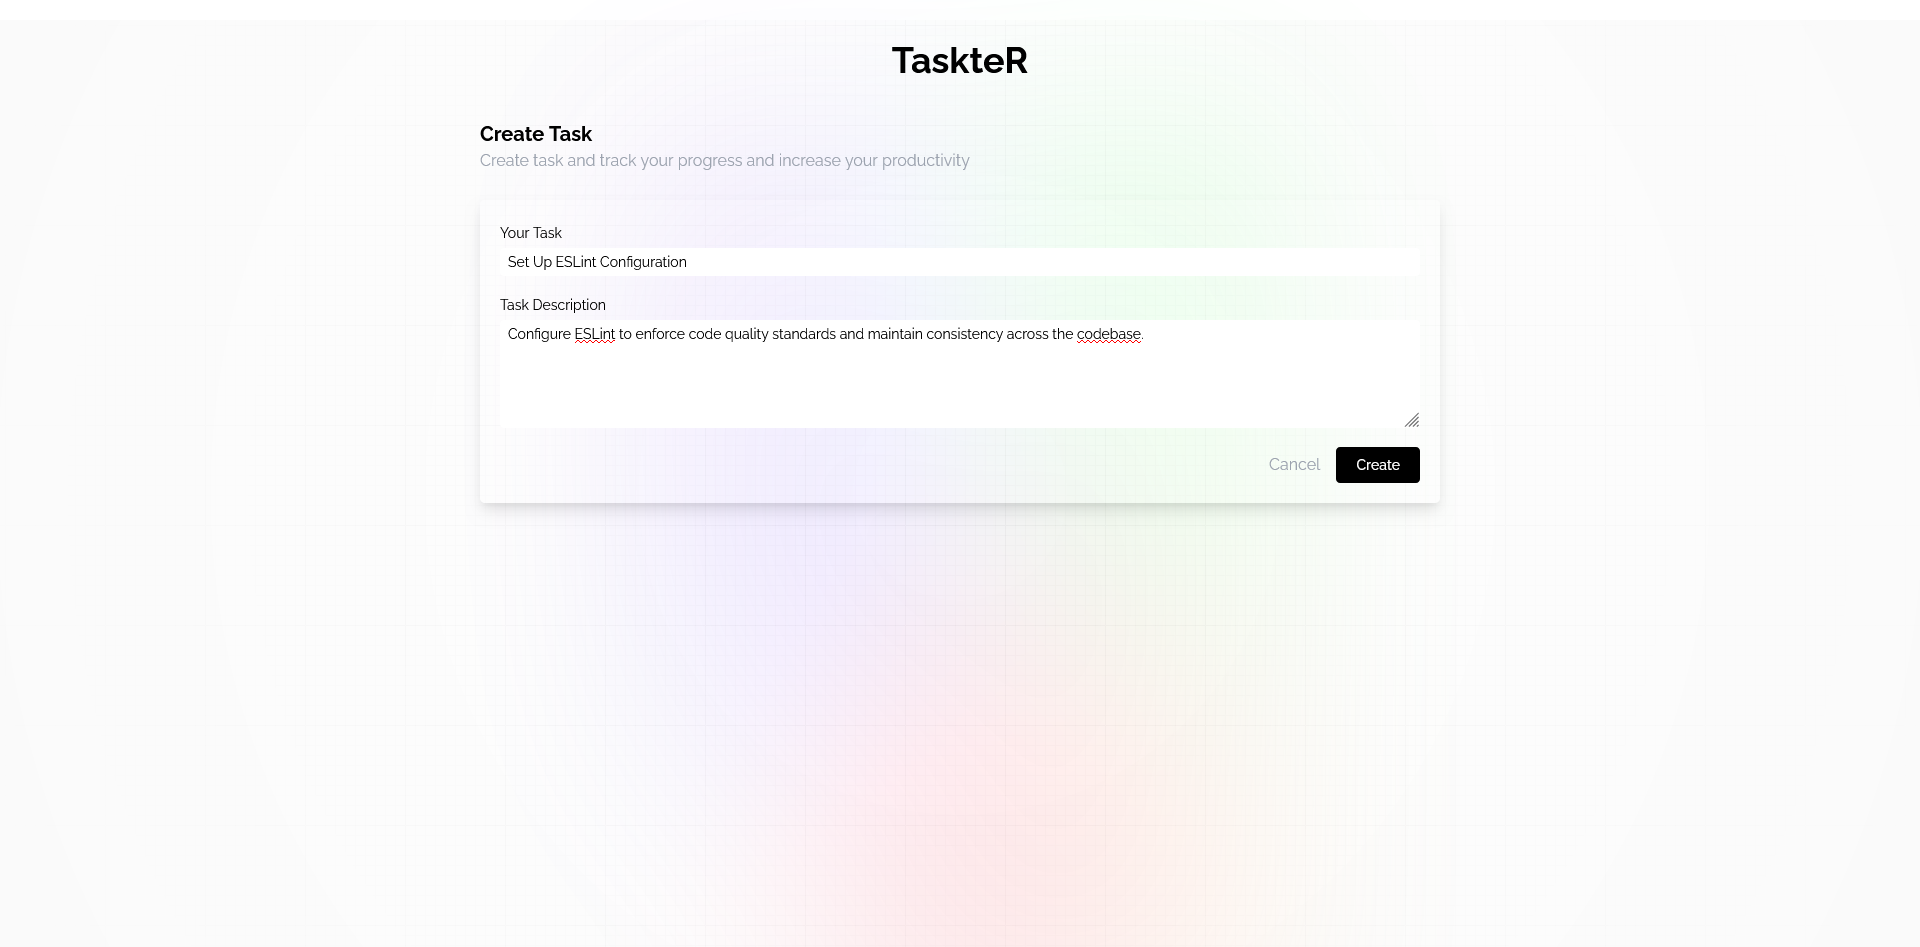 TaskteR
Create Task
Create task and track your progress and increase your productivity
Your Task
Set Up ESLint Configuration
Task Description
Configure ESLint to enforce code quality standards and maintain consistency across the codebase.
Cancel
Create